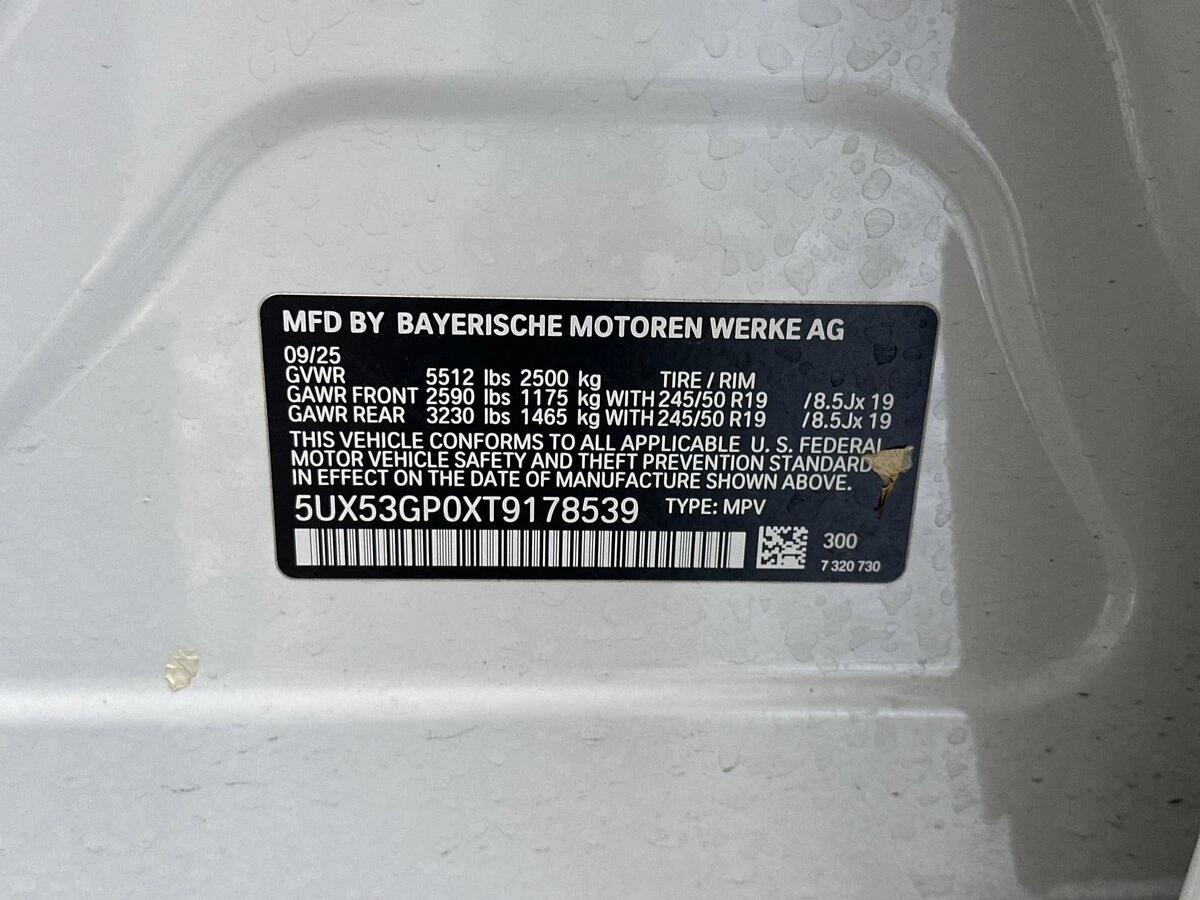 MFD BY BAYERISCHE MOTOREN WERKE AG
09/25
GVWR 5512 lbs 2500 kg TIRE / RIM
GAWR FRONT 2590 lbs 1175 kg WITH 245/50 R19 /8.5Jx 19
GAWR REAR 3230 lbs 1465 kg WITH 245/50 R19 /8.5Jx 19
THIS VEHICLE CONFORMS TO ALL APPLICABLE U. S. FEDERAL
MOTOR VEHICLE SAFETY AND THEFT PREVENTION STANDARD
IN EFFECT ON THE DATE OF MANUFACTURE SHOWN ABOVE.
5UX53GP0XT9178539 TYPE: MPV
300
7 320 730